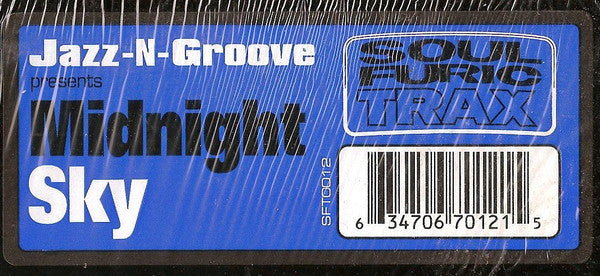 Jazz-N-Groove
presents
Midnight
Sky
SOUL
FURIC
TRAX
SFT0012
6 34706 70121 5